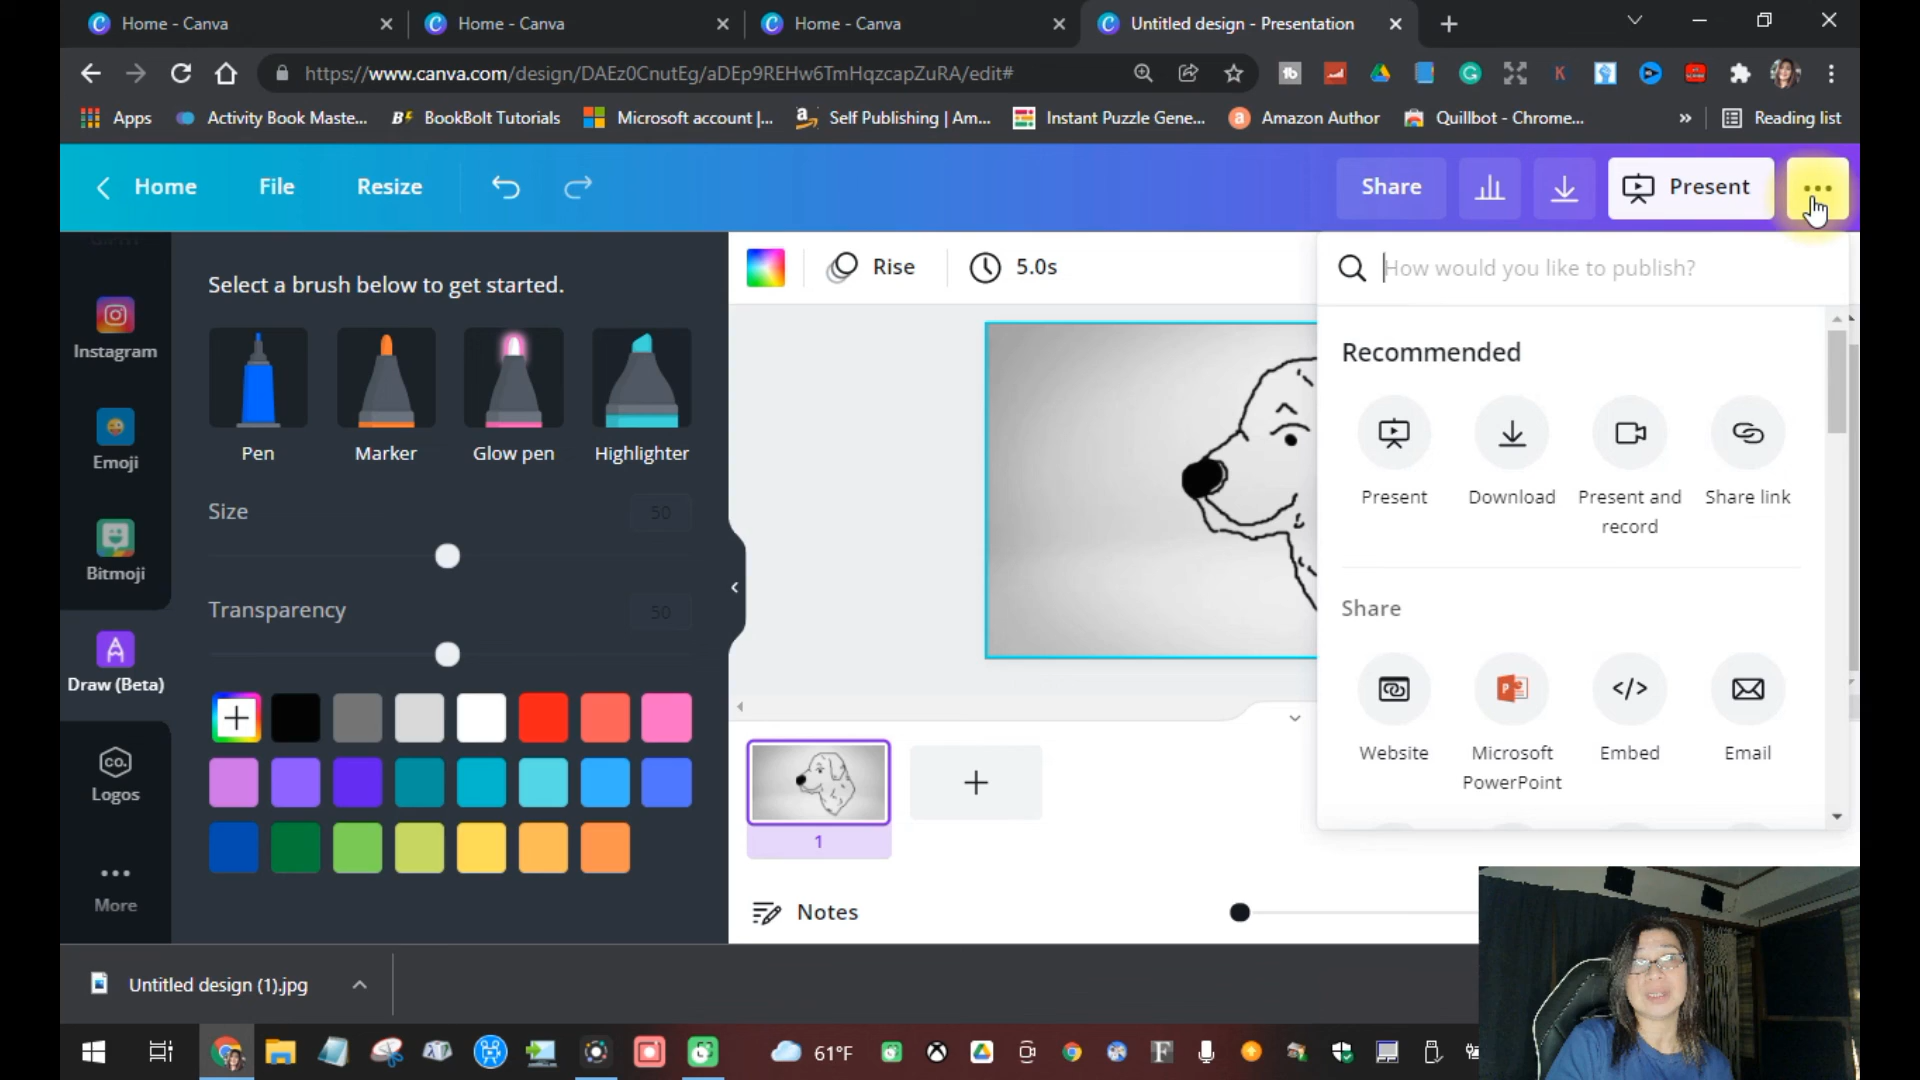 Home - Canva
Home - Canva
Home - Canva
Untitled design - Presentation
https://www.canva.com/design/DAEz0CnutEg/aDEp9REHw6TmHqzcapZuRA/edit#
Apps
Activity Book Maste...
BookBolt Tutorials
Microsoft account |...
Self Publishing | Am...
Instant Puzzle Gene...
Amazon Author
Quillbot - Chrome...
»
Reading list
Home
File
Resize
Share
Present
Select a brush below to get started.
Rise
5.0s
How would you like to publish?
Instagram
Emoji
Bitmoji
Draw (Beta)
CO.
Logos
More
Pen
Marker
Glow pen
Highlighter
Size
50
Transparency
50
Recommended
Present
Download
Present and
record
Share link
Share
Website
Microsoft
PowerPoint
Embed
Email
1
Notes
Untitled design (1).jpg
61°F